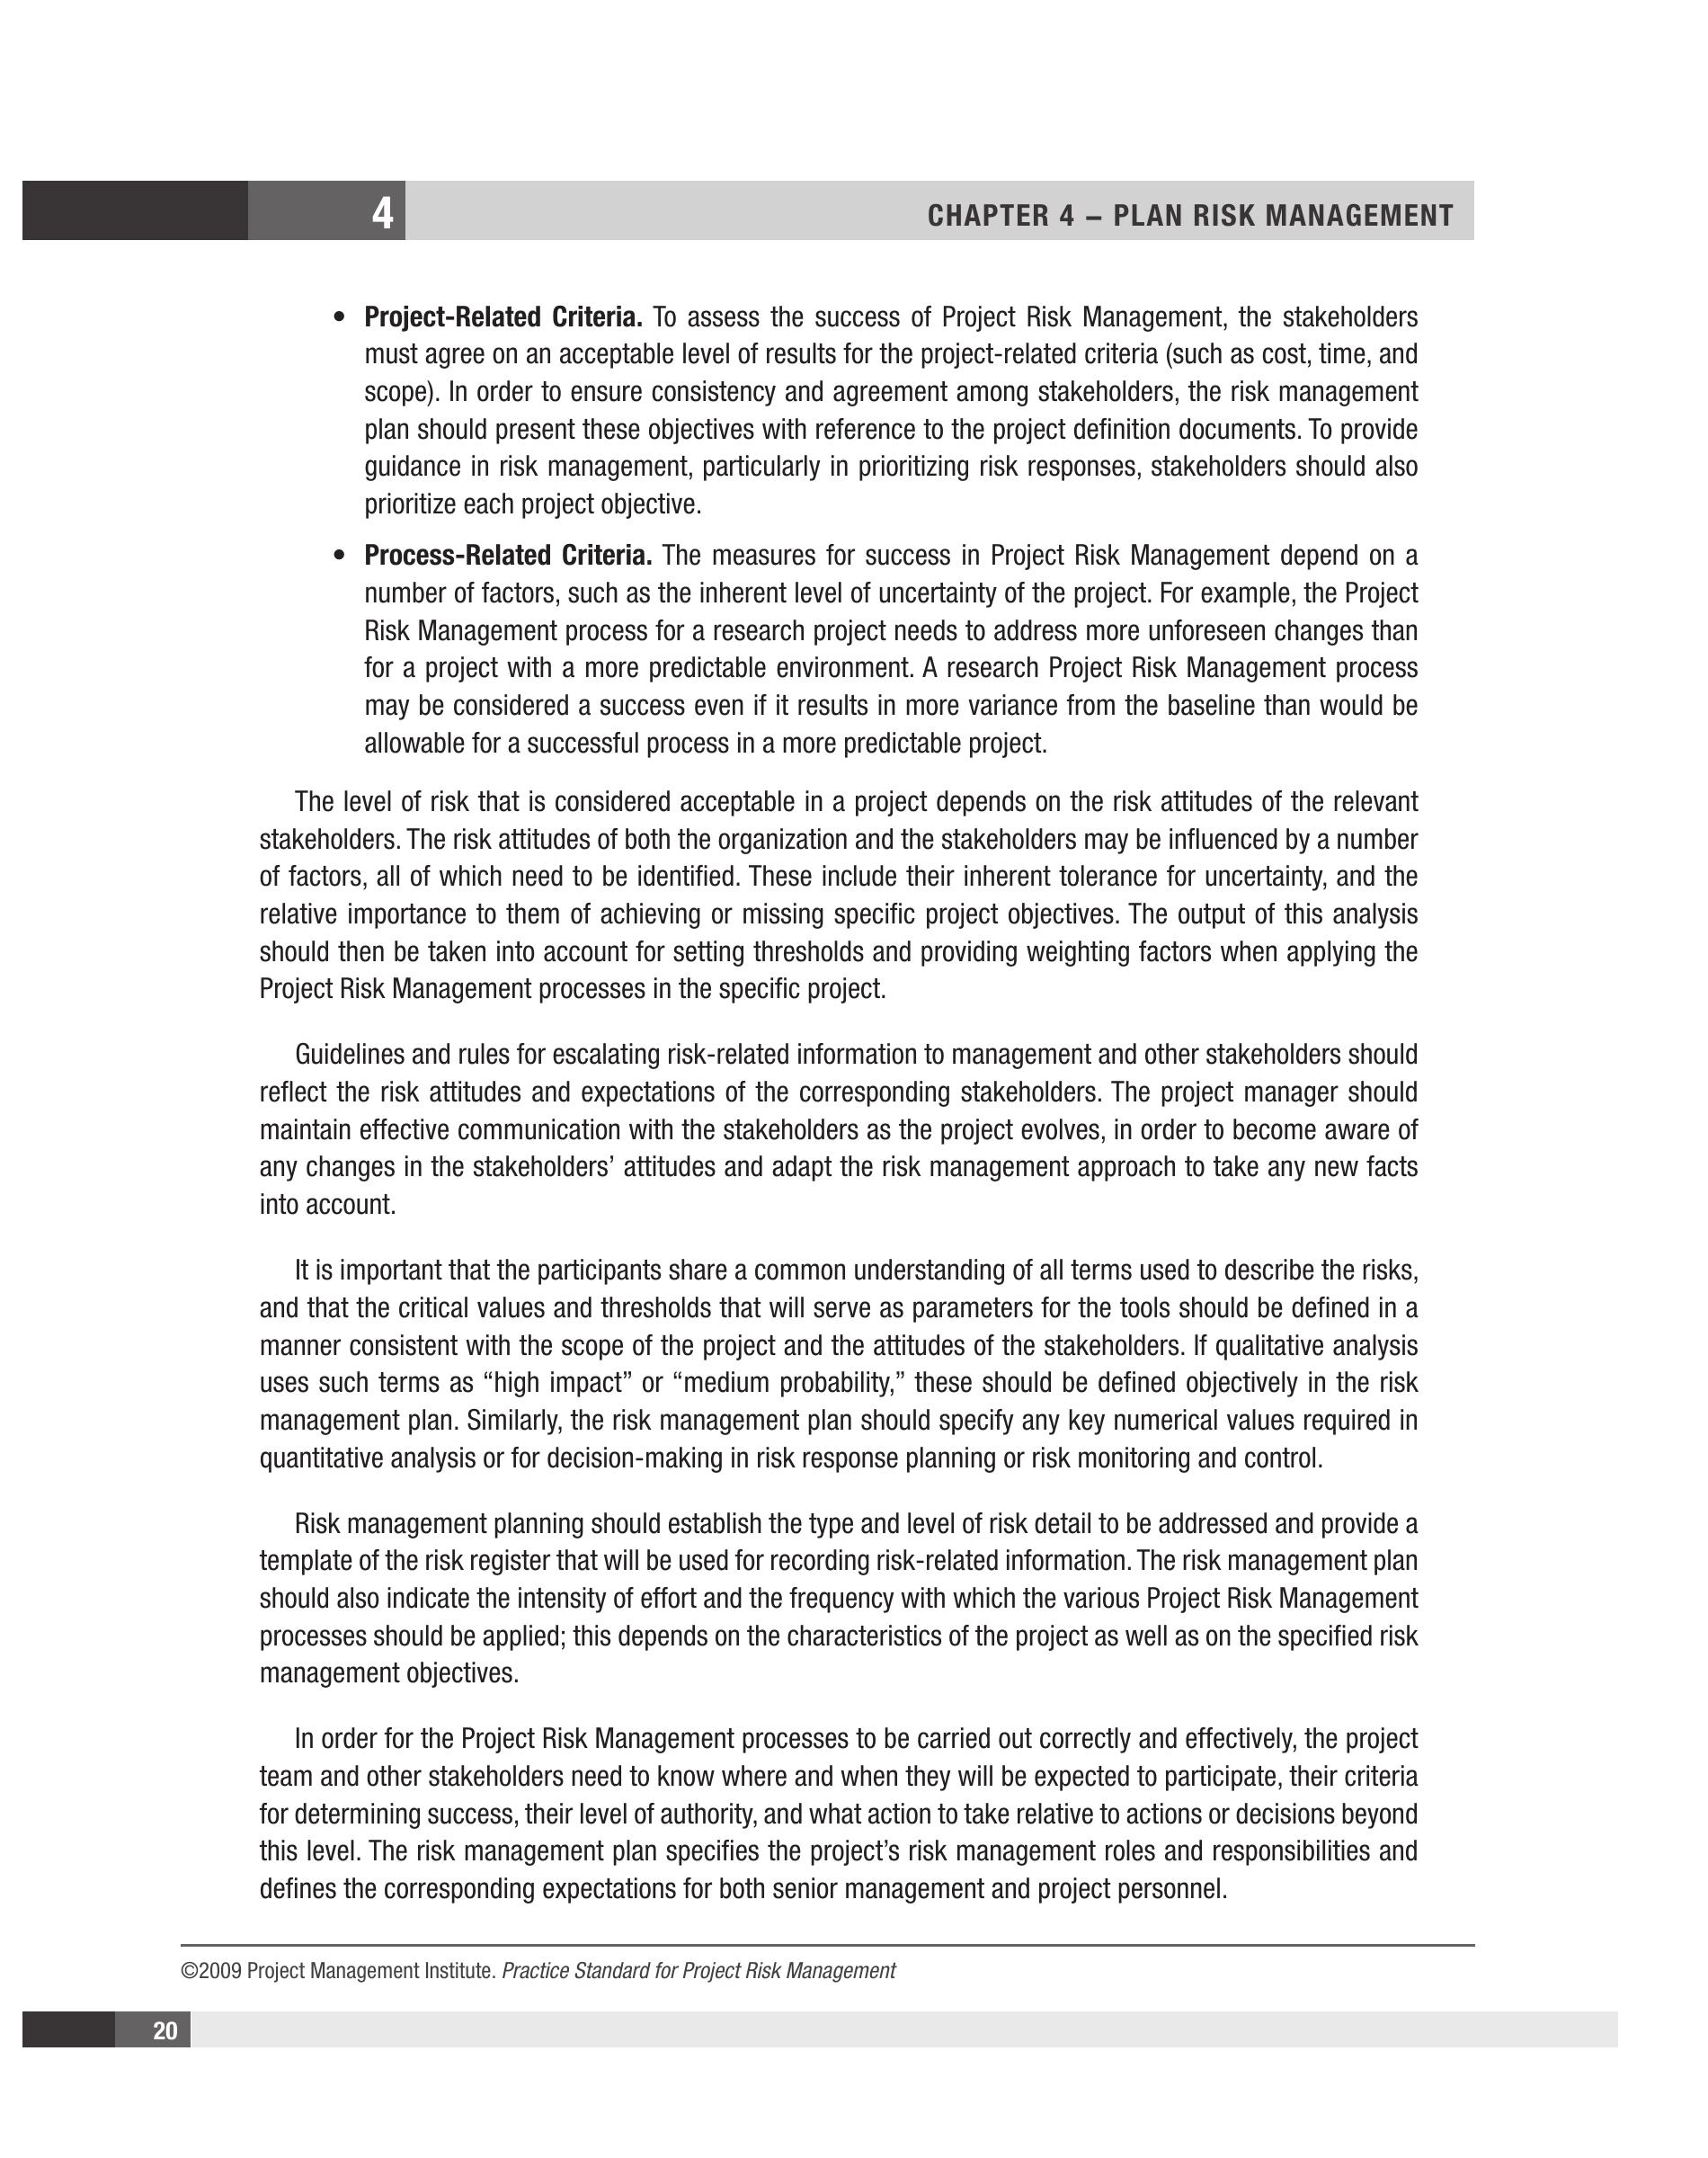 4
CHAPTER 4 – PLAN RISK MANAGEMENT
• Project-Related Criteria. To assess the success of Project Risk Management, the stakeholders
must agree on an acceptable level of results for the project-related criteria (such as cost, time, and
scope). In order to ensure consistency and agreement among stakeholders, the risk management
plan should present these objectives with reference to the project definition documents. To provide
guidance in risk management, particularly in prioritizing risk responses, stakeholders should also
prioritize each project objective.
• Process-Related Criteria. The measures for success in Project Risk Management depend on a
number of factors, such as the inherent level of uncertainty of the project. For example, the Project
Risk Management process for a research project needs to address more unforeseen changes than
for a project with a more predictable environment. A research Project Risk Management process
may be considered a success even if it results in more variance from the baseline than would be
allowable for a successful process in a more predictable project.
The level of risk that is considered acceptable in a project depends on the risk attitudes of the relevant
stakeholders. The risk attitudes of both the organization and the stakeholders may be influenced by a number
of factors, all of which need to be identified. These include their inherent tolerance for uncertainty, and the
relative importance to them of achieving or missing specific project objectives. The output of this analysis
should then be taken into account for setting thresholds and providing weighting factors when applying the
Project Risk Management processes in the specific project.
Guidelines and rules for escalating risk-related information to management and other stakeholders should
reflect the risk attitudes and expectations of the corresponding stakeholders. The project manager should
maintain effective communication with the stakeholders as the project evolves, in order to become aware of
any changes in the stakeholders’ attitudes and adapt the risk management approach to take any new facts
into account.
It is important that the participants share a common understanding of all terms used to describe the risks,
and that the critical values and thresholds that will serve as parameters for the tools should be defined in a
manner consistent with the scope of the project and the attitudes of the stakeholders. If qualitative analysis
uses such terms as “high impact” or “medium probability,” these should be defined objectively in the risk
management plan. Similarly, the risk management plan should specify any key numerical values required in
quantitative analysis or for decision-making in risk response planning or risk monitoring and control.
Risk management planning should establish the type and level of risk detail to be addressed and provide a
template of the risk register that will be used for recording risk-related information. The risk management plan
should also indicate the intensity of effort and the frequency with which the various Project Risk Management
processes should be applied; this depends on the characteristics of the project as well as on the specified risk
management objectives.
In order for the Project Risk Management processes to be carried out correctly and effectively, the project
team and other stakeholders need to know where and when they will be expected to participate, their criteria
for determining success, their level of authority, and what action to take relative to actions or decisions beyond
this level. The risk management plan specifies the project’s risk management roles and responsibilities and
defines the corresponding expectations for both senior management and project personnel.
©2009 Project Management Institute. Practice Standard for Project Risk Management
20